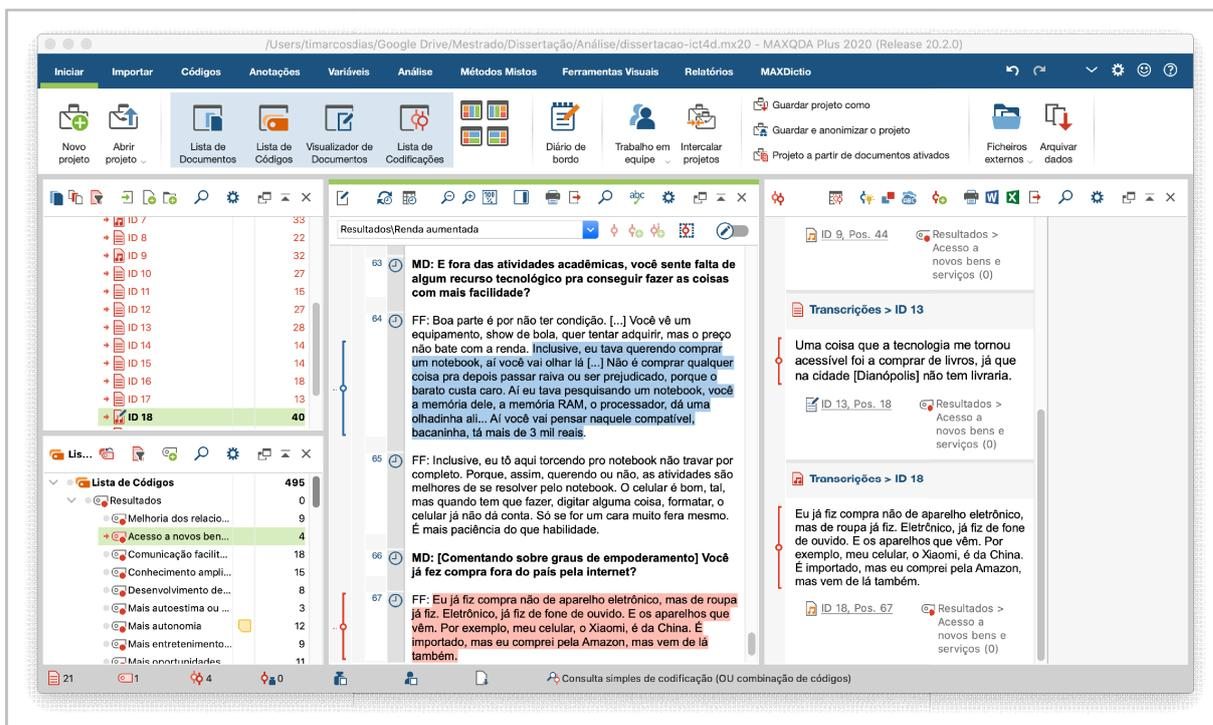 /Users/timarcosdias/Google Drive/Mestrado/Dissertação/Análise/dissertacao-ict4d.mx20 - MAXQDA Plus 2020 (Release 20.2.0)
Iniciar Importar Códigos Anotações Variáveis Análise Métodos Mistos Ferramentas Visuais Relatórios MAXDictio
Novo projeto
Abrir projeto
Lista de Documentos
Lista de Códigos
Visualizador de Documentos
Lista de Codificações
Diário de bordo
Trabalho em equipe
Intercalar projetos
Guardar projeto como
Guardar e anonimizar o projeto
Projeto a partir de documentos ativados
Ficheiros externos
Arquivar dados
ID 7 33
ID 8 22
ID 9 32
ID 10 27
ID 11 15
ID 12 27
ID 13 28
ID 14 14
ID 15 14
ID 16 18
ID 17 13
ID 18 40
Lis...
Lista de Códigos 495
Resultados 0
Melhoria dos relacio... 9
Acesso a novos ben... 4
Comunicação facilit... 18
Conhecimento ampli... 15
Desenvolvimento de... 8
Mais autoestima ou ... 3
Mais autonomia 12
Mais entretenimento... 9
Mais oportunidades 11
Resultados\Renda aumentada
63 MD: E fora das atividades acadêmicas, você sente falta de
algum recurso tecnológico pra conseguir fazer as coisas
com mais facilidade?
64 FF: Boa parte é por não ter condição. [...] Você vê um
equipamento, show de bola, quer tentar adquirir, mas o preço
não bate com a renda. Inclusive, eu tava querendo comprar
um notebook, aí você vai olhar lá [...] Não é comprar qualquer
coisa pra depois passar raiva ou ser prejudicado, porque o
barato custa caro. Aí eu tava pesquisando um notebook, você
a memória dele, a memória RAM, o processador, dá uma
olhadinha ali... Aí você vai pensar naquele compatível,
bacaninha, tá mais de 3 mil reais.
65 FF: Inclusive, eu tô aqui torcendo pro notebook não travar por
completo. Porque, assim, querendo ou não, as atividades são
melhores de se resolver pelo notebook. O celular é bom, tal,
mas quando tem que fazer, digitar alguma coisa, formatar, o
celular já não dá conta. Só se for um cara muito fera mesmo.
É mais paciência do que habilidade.
66 MD: [Comentando sobre graus de empoderamento] Você
já fez compra fora do país pela internet?
67 FF: Eu já fiz compra não de aparelho eletrônico, mas de roupa
já fiz. Eletrônico, já fiz de fone de ouvido. E os aparelhos que
vêm. Por exemplo, meu celular, o Xiaomi, é da China. É
importado, mas eu comprei pela Amazon, mas vem de lá
também.
ID 9, Pos. 44
Resultados >
Acesso a
novos bens e
serviços (0)
Transcrições > ID 13
Uma coisa que a tecnologia me tornou
acessível foi a comprar de livros, já que
na cidade [Dianópolis] não tem livraria.
ID 13, Pos. 18
Resultados >
Acesso a
novos bens e
serviços (0)
Transcrições > ID 18
Eu já fiz compra não de aparelho eletrônico,
mas de roupa já fiz. Eletrônico, já fiz de fone
de ouvido. E os aparelhos que vêm. Por
exemplo, meu celular, o Xiaomi, é da China.
É importado, mas eu comprei pela Amazon,
mas vem de lá também.
ID 18, Pos. 67
Resultados >
Acesso a
novos bens e
serviços (0)
21 1 4 0
Consulta simples de codificação (OU combinação de códigos)